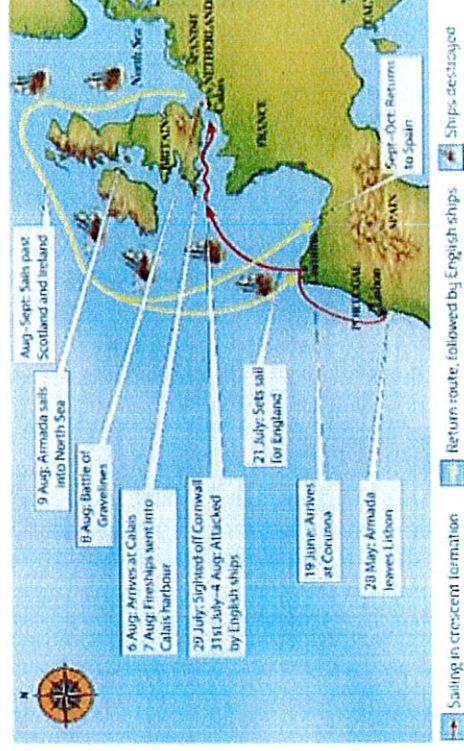 N
Aug–Sept: Sails past
Scotland and Ireland
9 Aug: Armada sails
into North Sea
8 Aug: Battle of
Gravelines
6 Aug: Arrives at Calais
7 Aug: Fireships sent into
Calais harbour
29 July: Sighted off Cornwall
31st July–4 Aug: Attacked
by English ships
21 July: Sets sail
for England
19 June: Arrives
at Corunna
28 May: Armada
leaves Lisbon
Sept–Oct: Returns
to Spain
North Sea
BRITAIN
SPANISH
NETHERLANDS
Calais
FRANCE
ITALY
Corunna
PORTUGAL
Lisbon
SPAIN
Sailing in crescent formation
Return route, followed by English ships
Ships destroyed